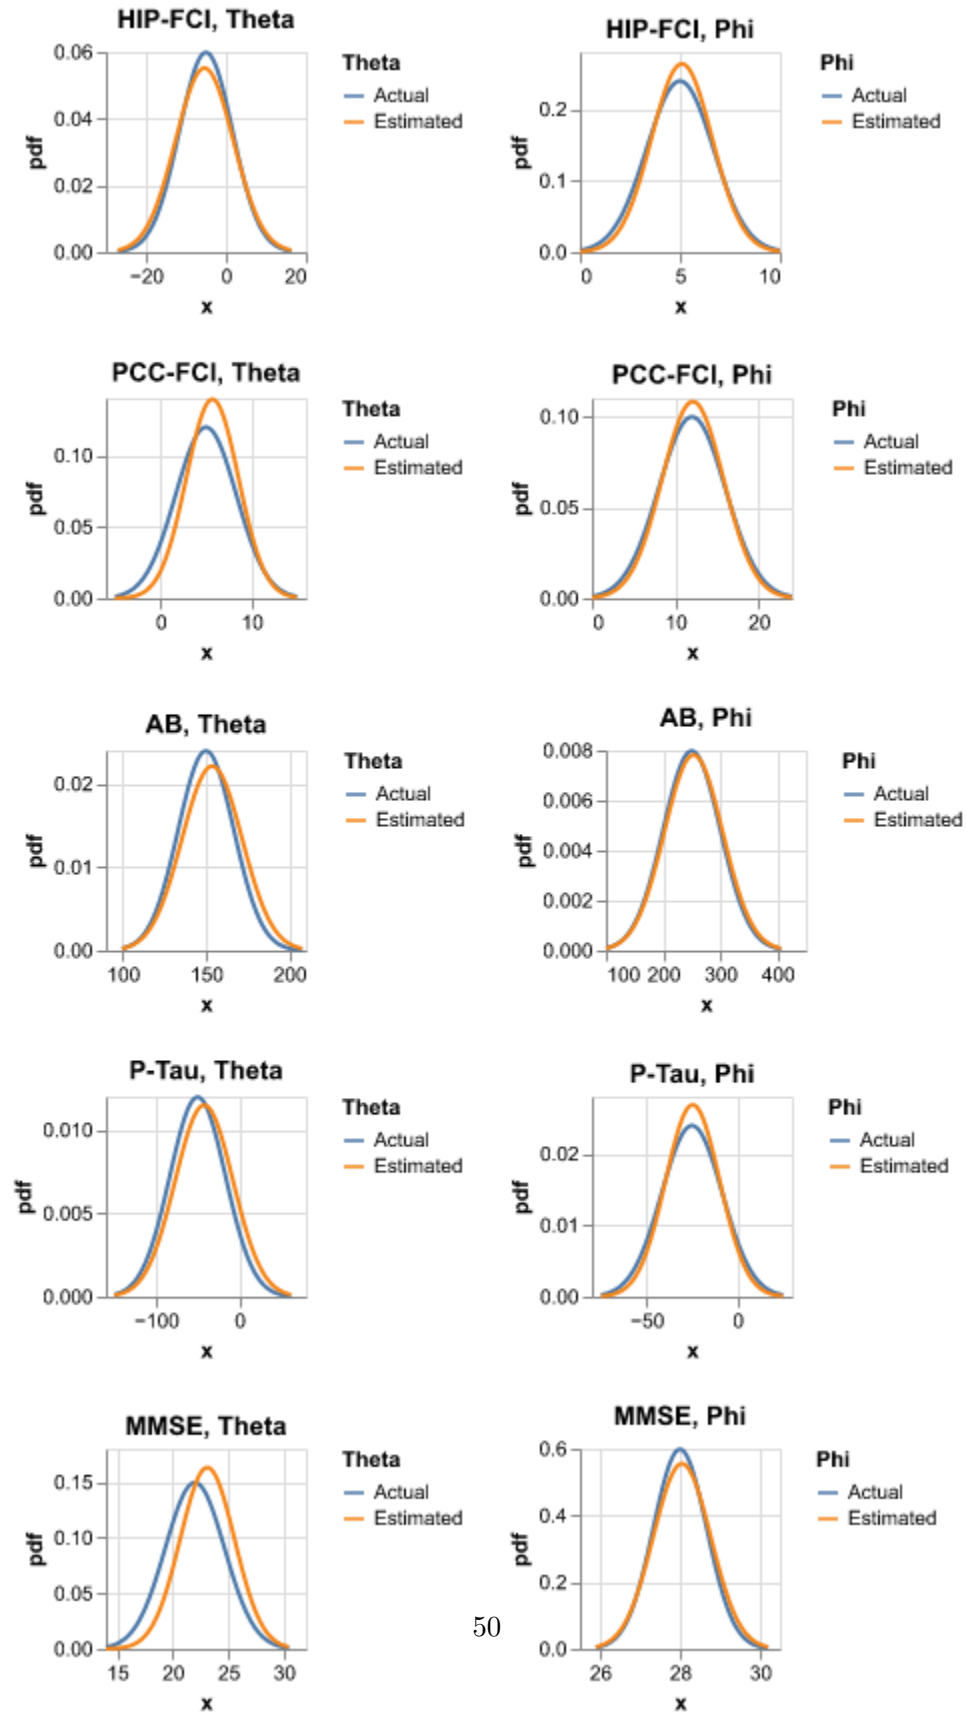 HIP-FCI, Theta
0.06
0.04
0.02
0.00
pdf
−20 0 20
x
Theta
Actual
Estimated
HIP-FCI, Phi
0.2
0.1
0.0
pdf
0 5 10
x
Phi
Actual
Estimated
PCC-FCI, Theta
0.10
0.05
0.00
pdf
0 10
x
Theta
Actual
Estimated
PCC-FCI, Phi
0.10
0.05
0.00
pdf
0 10 20
x
Phi
Actual
Estimated
AB, Theta
0.02
0.01
0.00
pdf
100 150 200
x
Theta
Actual
Estimated
AB, Phi
0.008
0.006
0.004
0.002
0.000
pdf
100 200 300 400
x
Phi
Actual
Estimated
P-Tau, Theta
0.010
0.005
0.000
pdf
−100 0
x
Theta
Actual
Estimated
P-Tau, Phi
0.02
0.01
0.00
pdf
−50 0
x
Phi
Actual
Estimated
MMSE, Theta
0.15
0.10
0.05
0.00
pdf
15 20 25 30
x
Theta
Actual
Estimated
MMSE, Phi
0.6
0.4
0.2
0.0
pdf
26 28 30
x
Phi
Actual
Estimated
50